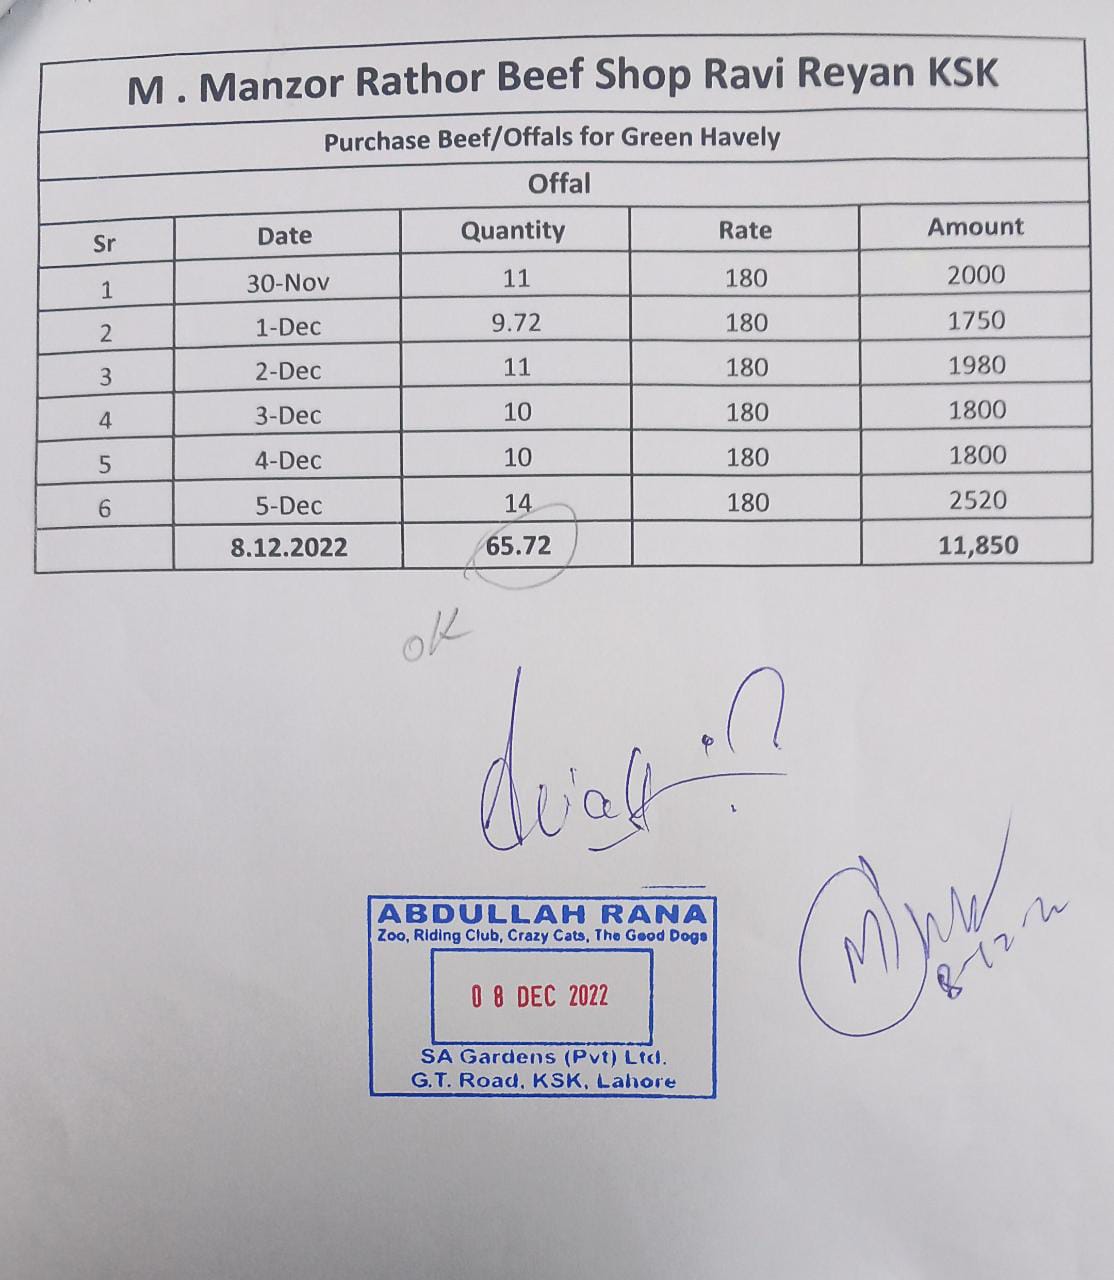 M . Manzor Rathor Beef Shop Ravi Reyan KSK
Purchase Beef/Offals for Green Havely
Offal
Sr Date Quantity Rate Amount
1 30-Nov 11 180 2000
2 1-Dec 9.72 180 1750
3 2-Dec 11 180 1980
4 3-Dec 10 180 1800
5 4-Dec 10 180 1800
6 5-Dec 14 180 2520
8.12.2022 65.72 11,850
OK
8-12-22
ABDULLAH RANA
Zoo, Riding Club, Crazy Cats, The Good Dogs
08 DEC 2022
SA Gardens (Pvt) Ltd.
G.T. Road, KSK, Lahore